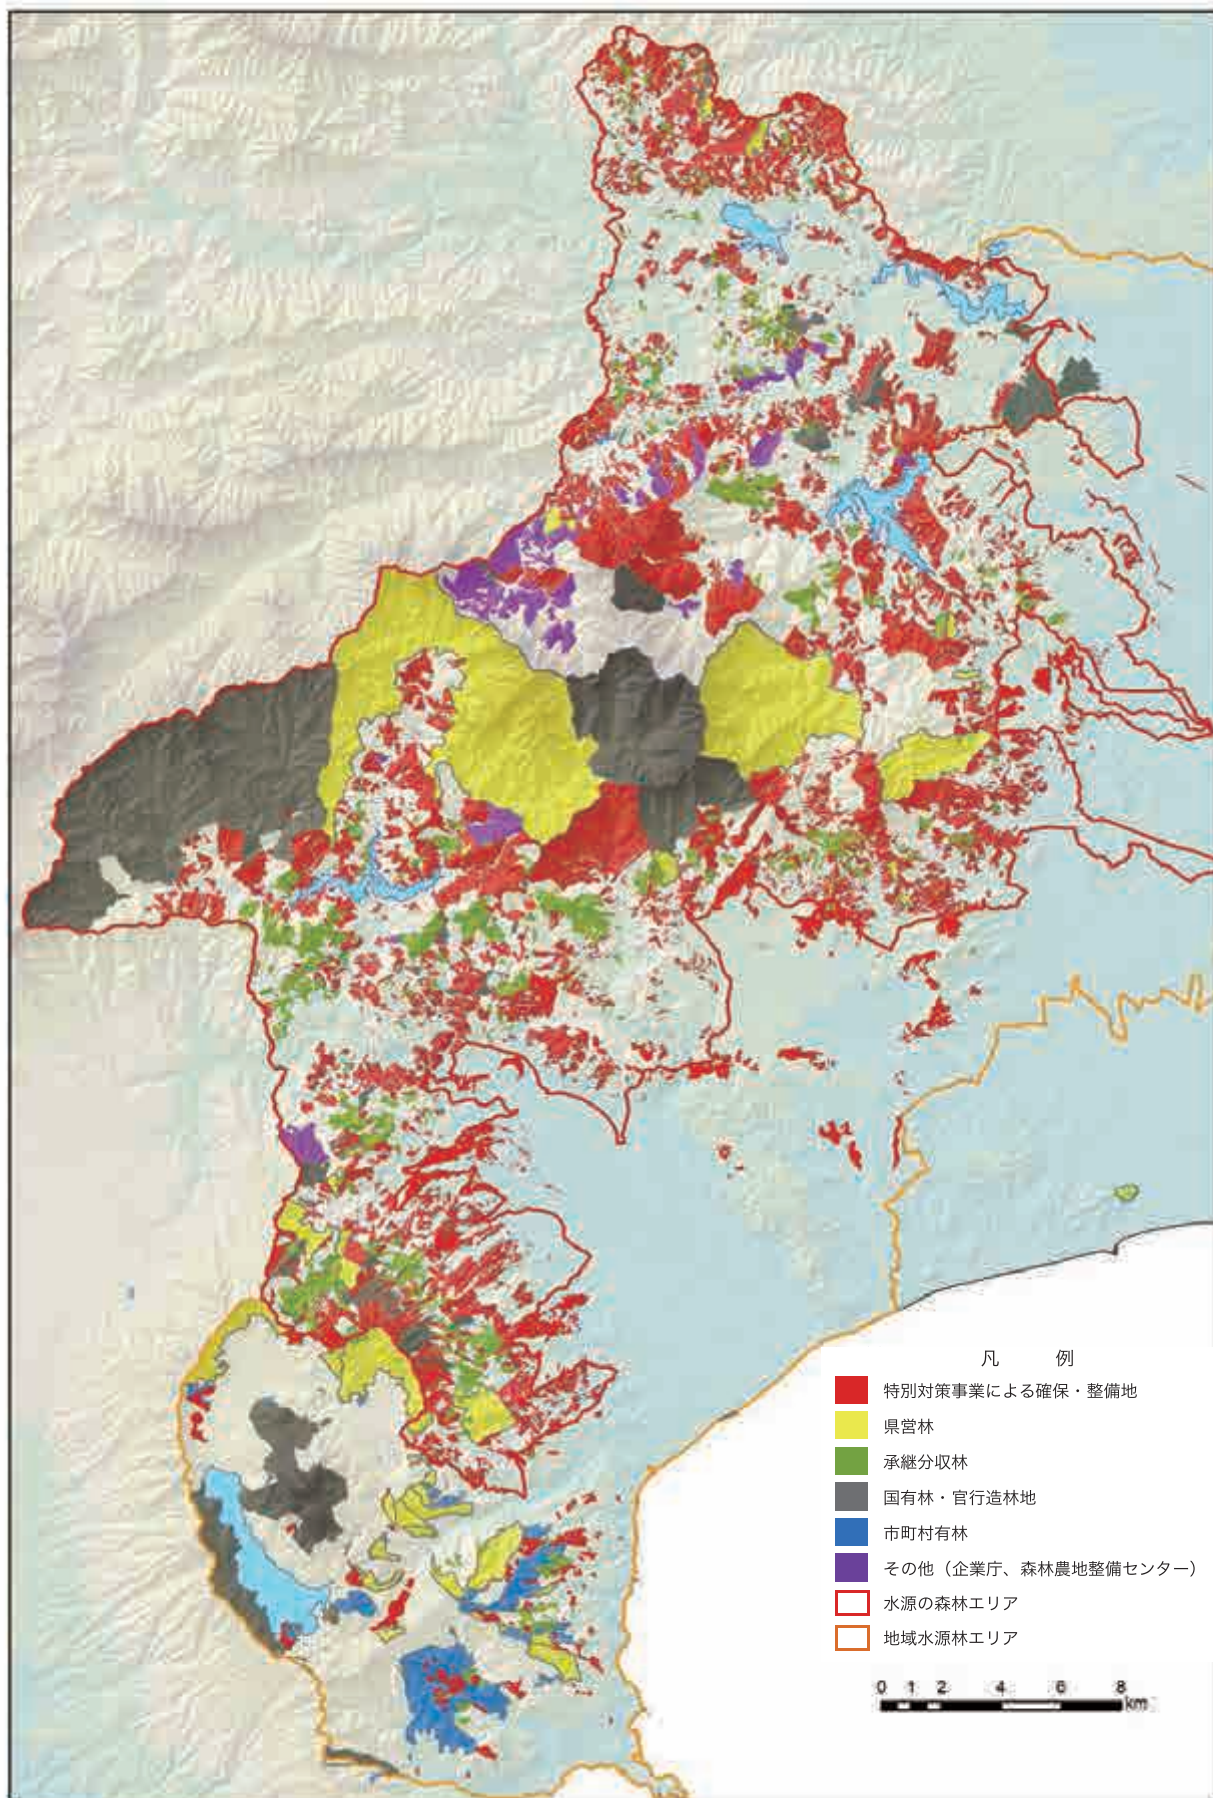 凡 例
特別対策事業による確保・整備地
県営林
承継分収林
国有林・官行造林地
市町村有林
その他（企業庁、森林農地整備センター）
水源の森林エリア
地域水源林エリア
0 1 2 4 6 8
km